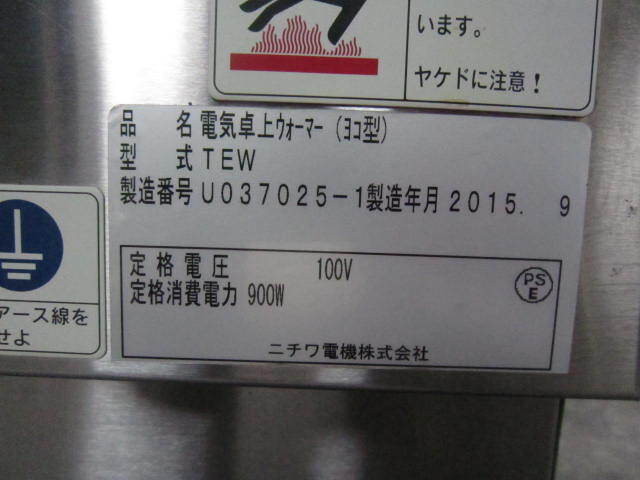 います。
ヤケドに注意！
品 名 電気卓上ｳｫｰﾏｰ (ﾖｺ型)
型 式 TEW
製造番号 U037025-1 製造年月 2015. 9
定格電圧 100V
定格消費電力 900W
PS
E
ニチワ電機株式会社
アース線を
せよ